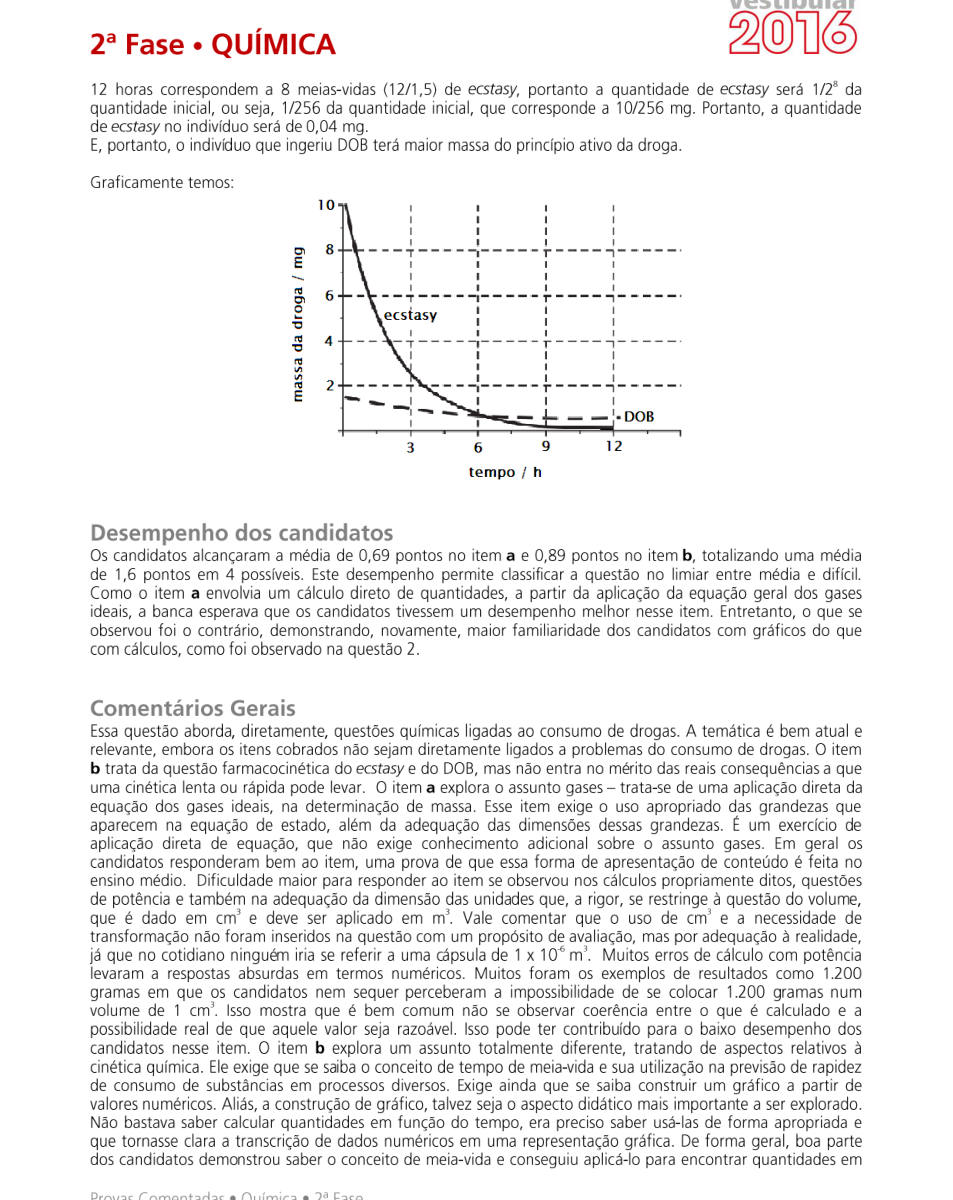 vestibular
2016
2ª Fase • QUÍMICA
12 horas correspondem a 8 meias-vidas (12/1,5) de ecstasy, portanto a quantidade de ecstasy será 1/2⁸ da
quantidade inicial, ou seja, 1/256 da quantidade inicial, que corresponde a 10/256 mg. Portanto, a quantidade
de ecstasy no indivíduo será de 0,04 mg.
E, portanto, o indivíduo que ingeriu DOB terá maior massa do princípio ativo da droga.
Graficamente temos:
massa da droga / mg
10
8
6
4
2
ecstasy
DOB
3 6 9 12
tempo / h
Desempenho dos candidatos
Os candidatos alcançaram a média de 0,69 pontos no item a e 0,89 pontos no item b, totalizando uma média
de 1,6 pontos em 4 possíveis. Este desempenho permite classificar a questão no limiar entre média e difícil.
Como o item a envolvia um cálculo direto de quantidades, a partir da aplicação da equação geral dos gases
ideais, a banca esperava que os candidatos tivessem um desempenho melhor nesse item. Entretanto, o que se
observou foi o contrário, demonstrando, novamente, maior familiaridade dos candidatos com gráficos do que
com cálculos, como foi observado na questão 2.
Comentários Gerais
Essa questão aborda, diretamente, questões químicas ligadas ao consumo de drogas. A temática é bem atual e
relevante, embora os itens cobrados não sejam diretamente ligados a problemas do consumo de drogas. O item
b trata da questão farmacocinética do ecstasy e do DOB, mas não entra no mérito das reais consequências a que
uma cinética lenta ou rápida pode levar. O item a explora o assunto gases – trata-se de uma aplicação direta da
equação dos gases ideais, na determinação de massa. Esse item exige o uso apropriado das grandezas que
aparecem na equação de estado, além da adequação das dimensões dessas grandezas. É um exercício de
aplicação direta de equação, que não exige conhecimento adicional sobre o assunto gases. Em geral os
candidatos responderam bem ao item, uma prova de que essa forma de apresentação de conteúdo é feita no
ensino médio. Dificuldade maior para responder ao item se observou nos cálculos propriamente ditos, questões
de potência e também na adequação da dimensão das unidades que, a rigor, se restringe à questão do volume,
que é dado em cm³ e deve ser aplicado em m³. Vale comentar que o uso de cm³ e a necessidade de
transformação não foram inseridos na questão com um propósito de avaliação, mas por adequação à realidade,
já que no cotidiano ninguém iria se referir a uma cápsula de 1 x 10⁻⁶ m³. Muitos erros de cálculo com potência
levaram a respostas absurdas em termos numéricos. Muitos foram os exemplos de resultados como 1.200
gramas em que os candidatos nem sequer perceberam a impossibilidade de se colocar 1.200 gramas num
volume de 1 cm³. Isso mostra que é bem comum não se observar coerência entre o que é calculado e a
possibilidade real de que aquele valor seja razoável. Isso pode ter contribuído para o baixo desempenho dos
candidatos nesse item. O item b explora um assunto totalmente diferente, tratando de aspectos relativos à
cinética química. Ele exige que se saiba o conceito de tempo de meia-vida e sua utilização na previsão de rapidez
de consumo de substâncias em processos diversos. Exige ainda que se saiba construir um gráfico a partir de
valores numéricos. Aliás, a construção de gráfico, talvez seja o aspecto didático mais importante a ser explorado.
Não bastava saber calcular quantidades em função do tempo, era preciso saber usá-las de forma apropriada e
que tornasse clara a transcrição de dados numéricos em uma representação gráfica. De forma geral, boa parte
dos candidatos demonstrou saber o conceito de meia-vida e conseguiu aplicá-lo para encontrar quantidades em
Provas Comentadas • Química • 2ª Fase